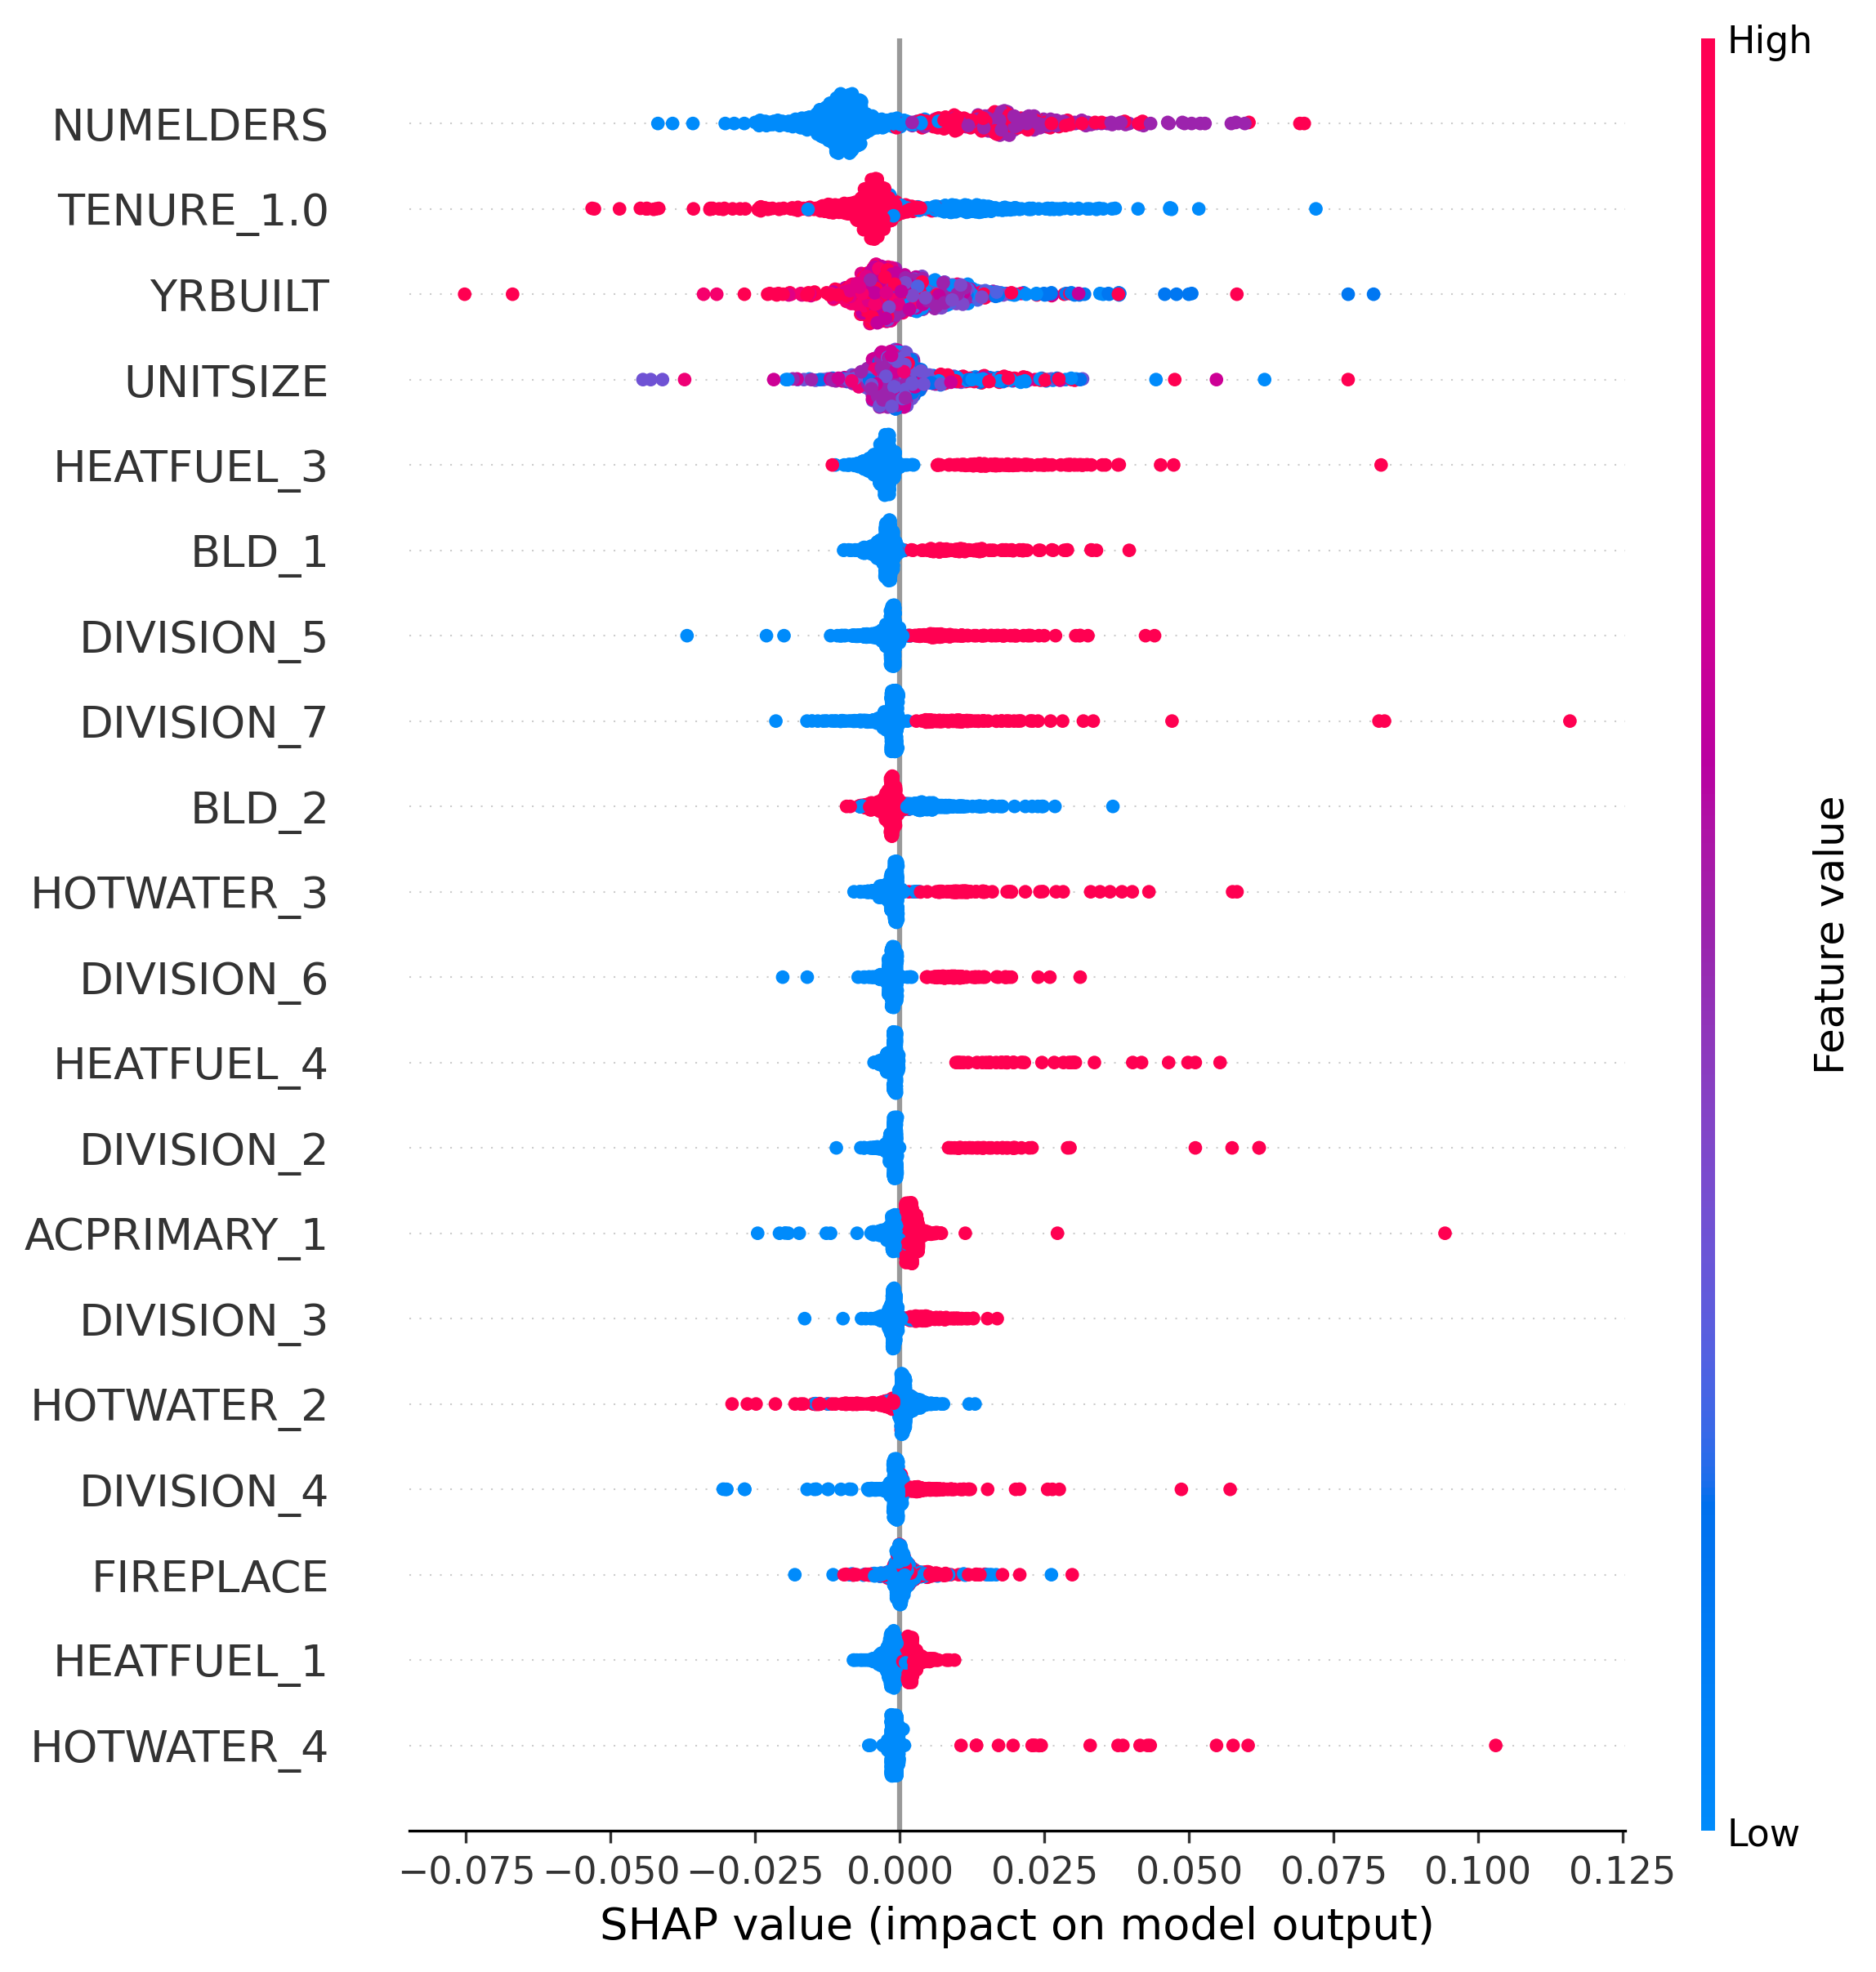 High
NUMELDERS
TENURE_1.0
YRBUILT
UNITSIZE
HEATFUEL_3
BLD_1
DIVISION_5
DIVISION_7
BLD_2
HOTWATER_3
DIVISION_6
HEATFUEL_4
DIVISION_2
ACPRIMARY_1
DIVISION_3
HOTWATER_2
DIVISION_4
FIREPLACE
HEATFUEL_1
HOTWATER_4
Feature value
Low
−0.075 −0.050 −0.025 0.000 0.025 0.050 0.075 0.100 0.125
SHAP value (impact on model output)